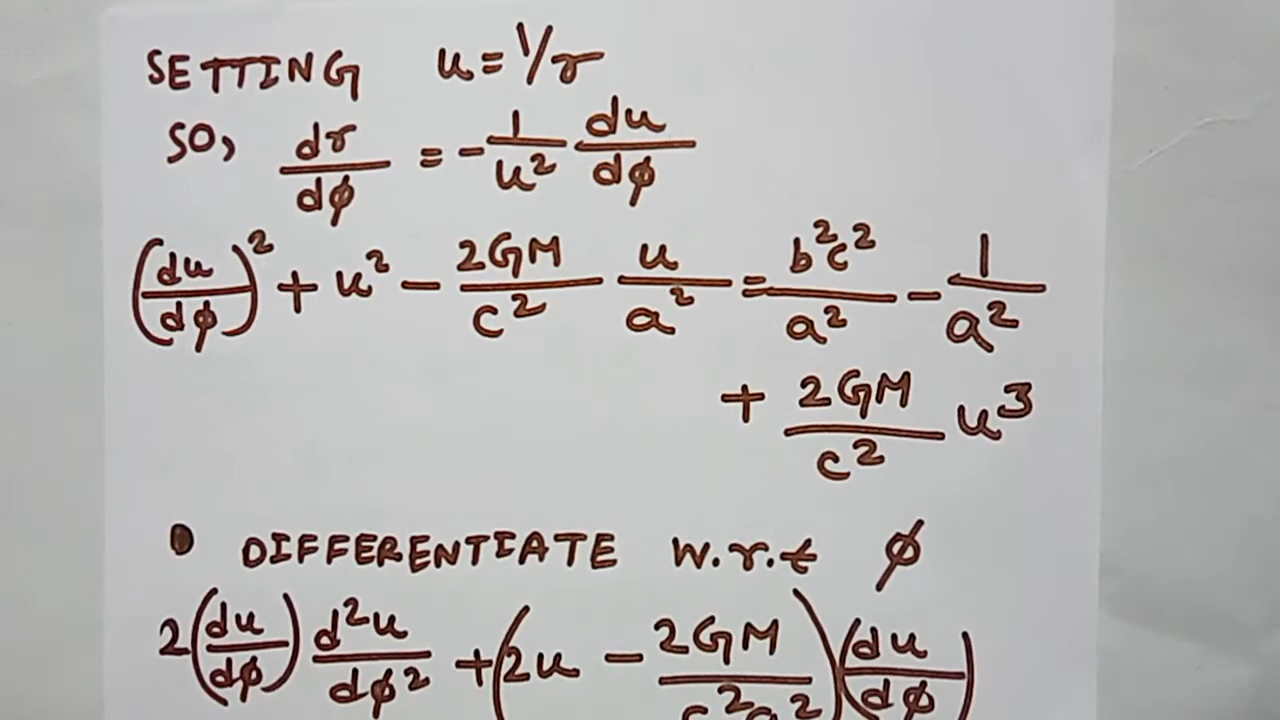 SETTING u = 1/r
SO, dr/dφ = - 1/u² du/dφ
(du/dφ)² + u² - 2GM/c² u/a² = b²c²/a² - 1/a²
+ 2GM/c² u³
• DIFFERENTIATE w.r.t φ
2(du/dφ) d²u/dφ² + (2u - 2GM/c²a²)(du/dφ)